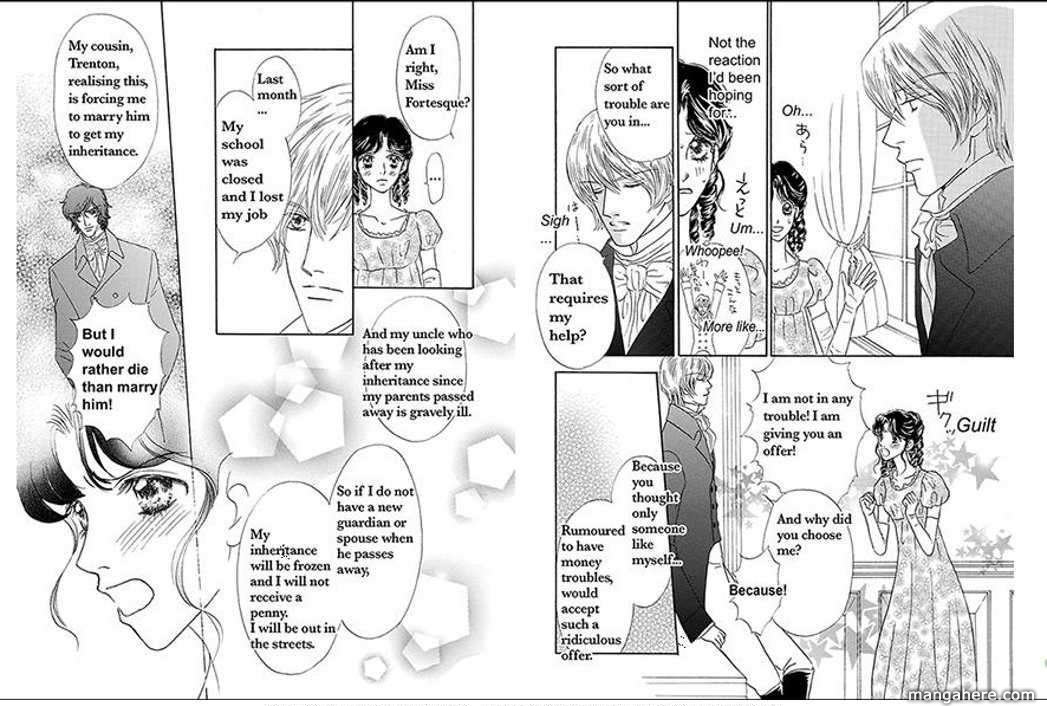 Oh...
あら...
Not the
reaction
I'd been
hoping
for...
えっと
Um...
Whoopee!
More like...
So what
sort of
trouble are
you in...
Sigh
...
That
requires
my
help?
I am not in any
trouble! I am
giving you an
offer!
ギクッ
Guilt
And why did
you choose
me?
Because!
Because
you
thought
only
someone
like
myself...
Rumoured
to have
money
troubles,
would
accept
such a
ridiculous
offer.
Am I
right,
Miss
Fortesque?
...
Last
month
...
My
school
was
closed
and I lost
my job
And my uncle who
has been looking
after my
inheritance since
my parents passed
away is gravely ill.
So if I do not
have a new
guardian or
spouse when
he passes
away,
My
inheritance
will be frozen
and I will not
receive a
penny.
I will be out in
the streets.
My cousin,
Trenton,
realising this,
is forcing me
to marry him
to get my
inheritance.
But I
would
rather die
than marry
him!
mangahere.com